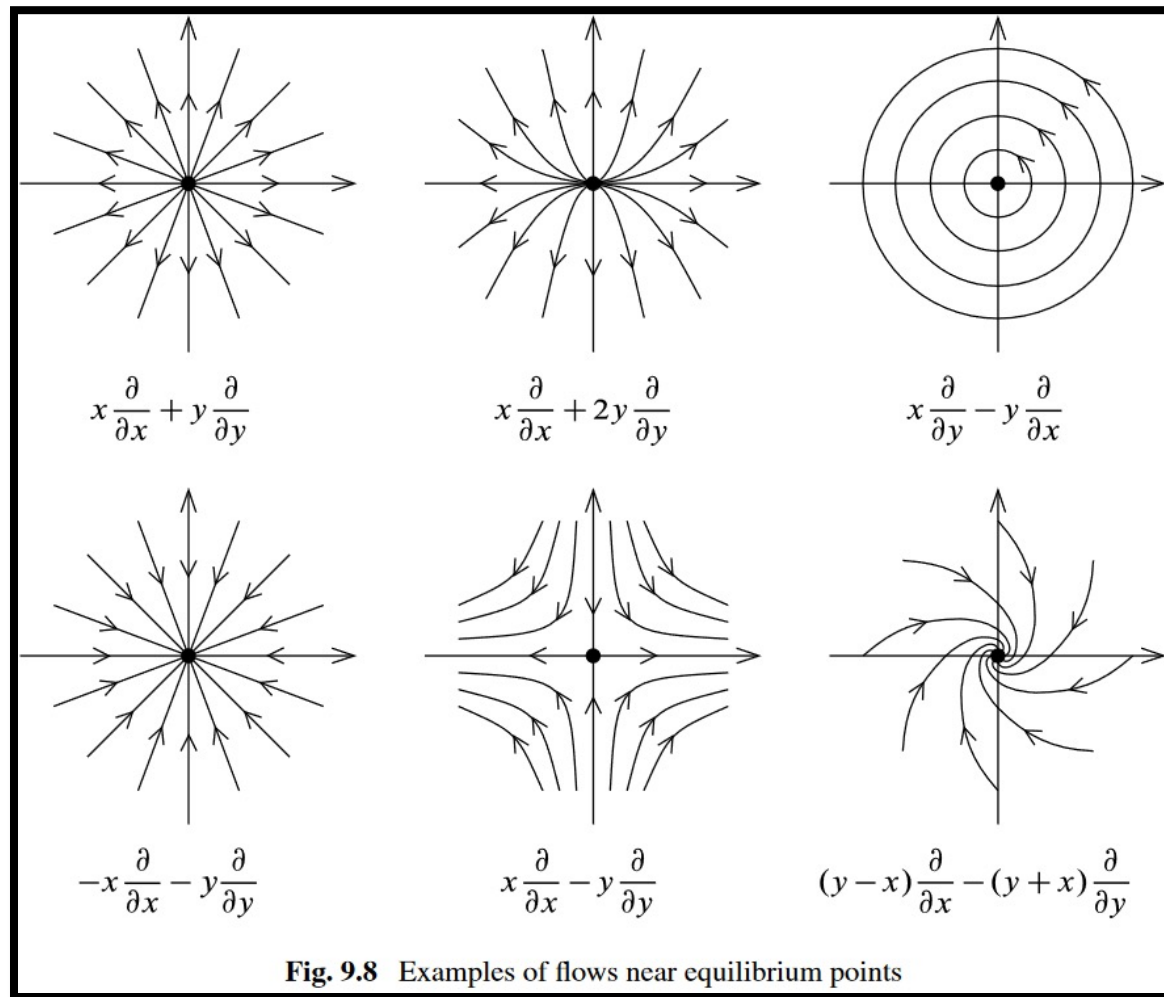 x ∂/∂x + y ∂/∂y
x ∂/∂x + 2y ∂/∂y
x ∂/∂y − y ∂/∂x
−x ∂/∂x − y ∂/∂y
x ∂/∂x − y ∂/∂y
(y − x) ∂/∂x − (y + x) ∂/∂y
Fig. 9.8 Examples of flows near equilibrium points